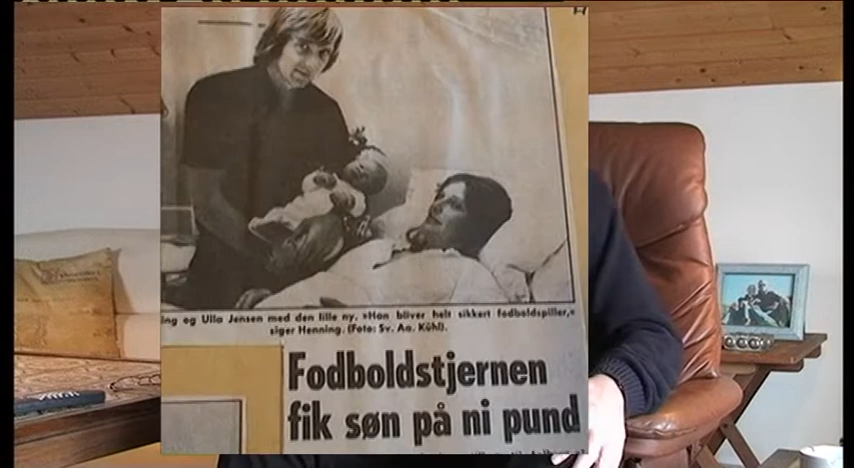 ing og Ulla Jensen med den lille ny. »Han bliver helt sikkert fodboldspiller,«
siger Henning. (Foto: Sv. Aa. Kühl).
Fodboldstjernen
fik søn på ni pund